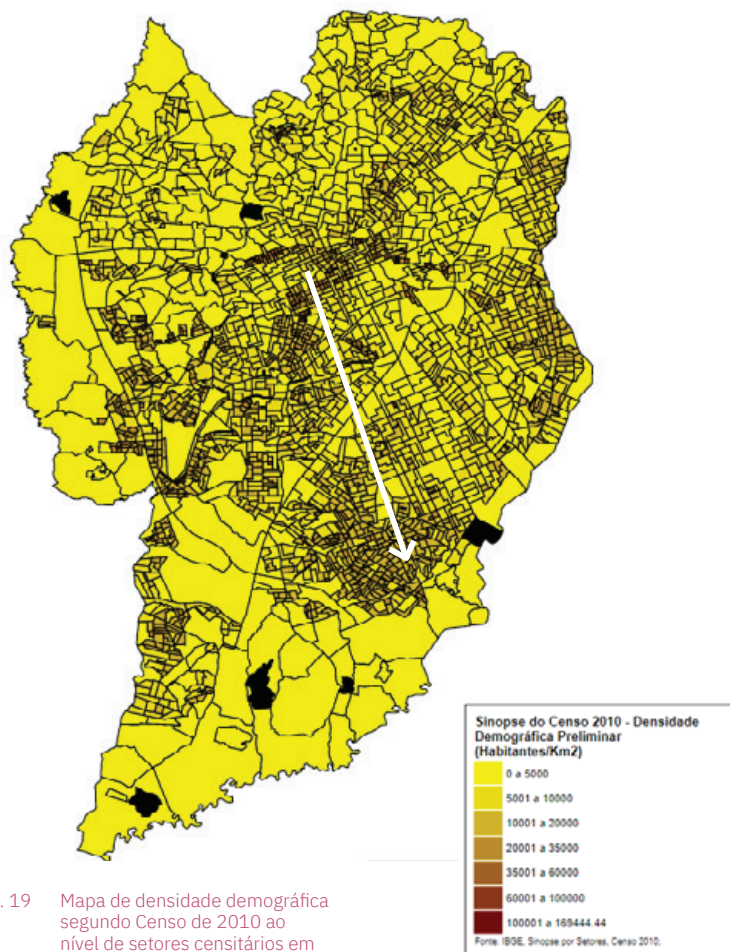 Sinopse do Censo 2010 - Densidade
Demográfica Preliminar
(Habitantes/Km2)
0 a 5000
5001 a 10000
10001 a 20000
20001 a 35000
35001 a 60000
60001 a 100000
100001 a 169444.44
Fonte: IBGE, Sinopse por Setores, Censo 2010;
. 19 Mapa de densidade demográfica
segundo Censo de 2010 ao
nível de setores censitários em